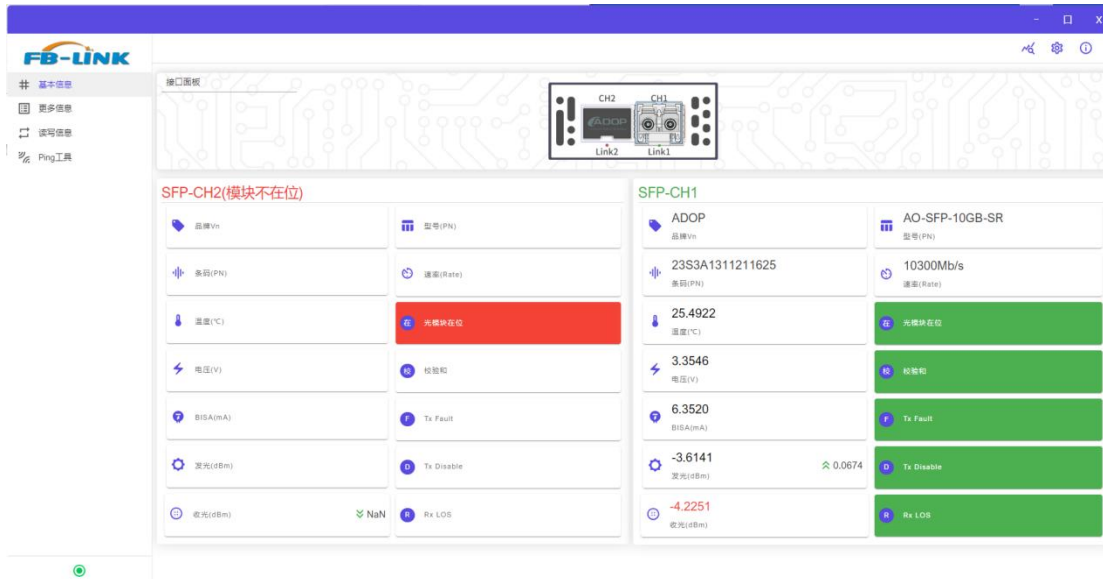 FB-LINK
基本信息
更多信息
读写信息
Ping工具
接口面板
CH2 CH1
ADOP
Link2 Link1
SFP-CH2(模块不在位)
品牌Vn
型号(PN)
条码(PN)
速率(Rate)
温度(℃)
在 光模块在位
电压(V)
校 校验和
BISA(mA)
F Tx Fault
发光(dBm)
D Tx Disable
收光(dBm) NaN
R Rx LOS
SFP-CH1
ADOP
品牌Vn
AO-SFP-10GB-SR
型号(PN)
23S3A1311211625
条码(PN)
10300Mb/s
速率(Rate)
25.4922
温度(℃)
在 光模块在位
3.3546
电压(V)
校 校验和
6.3520
BISA(mA)
F Tx Fault
-3.6141 0.0674
发光(dBm)
D Tx Disable
-4.2251
收光(dBm)
R Rx LOS